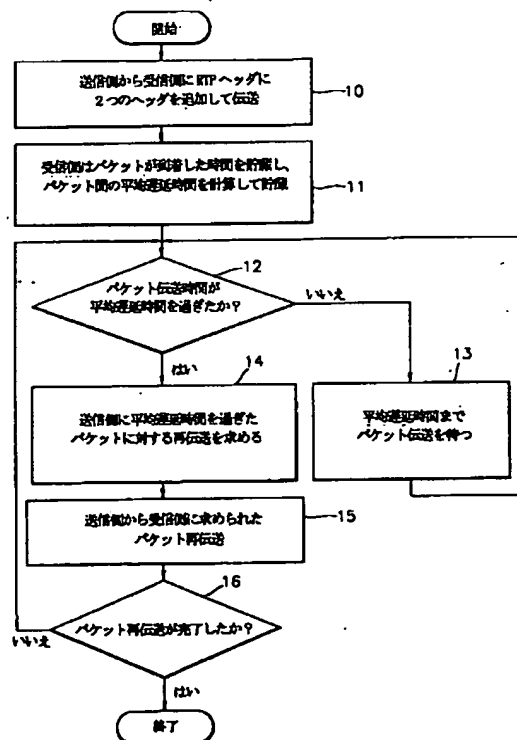 開始
送信側から受信側に RTP ヘッダに
2つのヘッダを追加して伝送
10
受信側はパケットが到着した時間を貯蔵し、
パケット間の平均遅延時間を計算して貯蔵
11
パケット伝送時間が
平均遅延時間を過ぎたか?
12
いいえ
はい
平均遅延時間まで
パケット伝送を待つ
13
送信側に平均遅延時間を過ぎた
パケットに対する再伝送を求める
14
送信側から受信側に求められた
パケット再伝送
15
パケット再伝送が完了したか?
16
いいえ
はい
終了